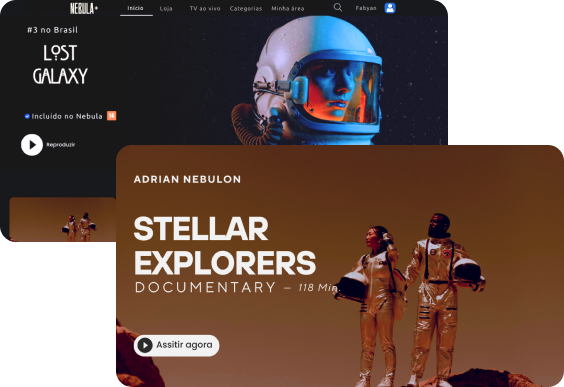 NEBULA+
Início Loja TV ao vivo Categorias Minha área Fabyan
#3 no Brasil
LOST
GALAXY
Incluído no Nebula 14
Reproduzir
ADRIAN NEBULON
STELLAR
EXPLORERS
DOCUMENTARY – 118 Min.
Assitir agora